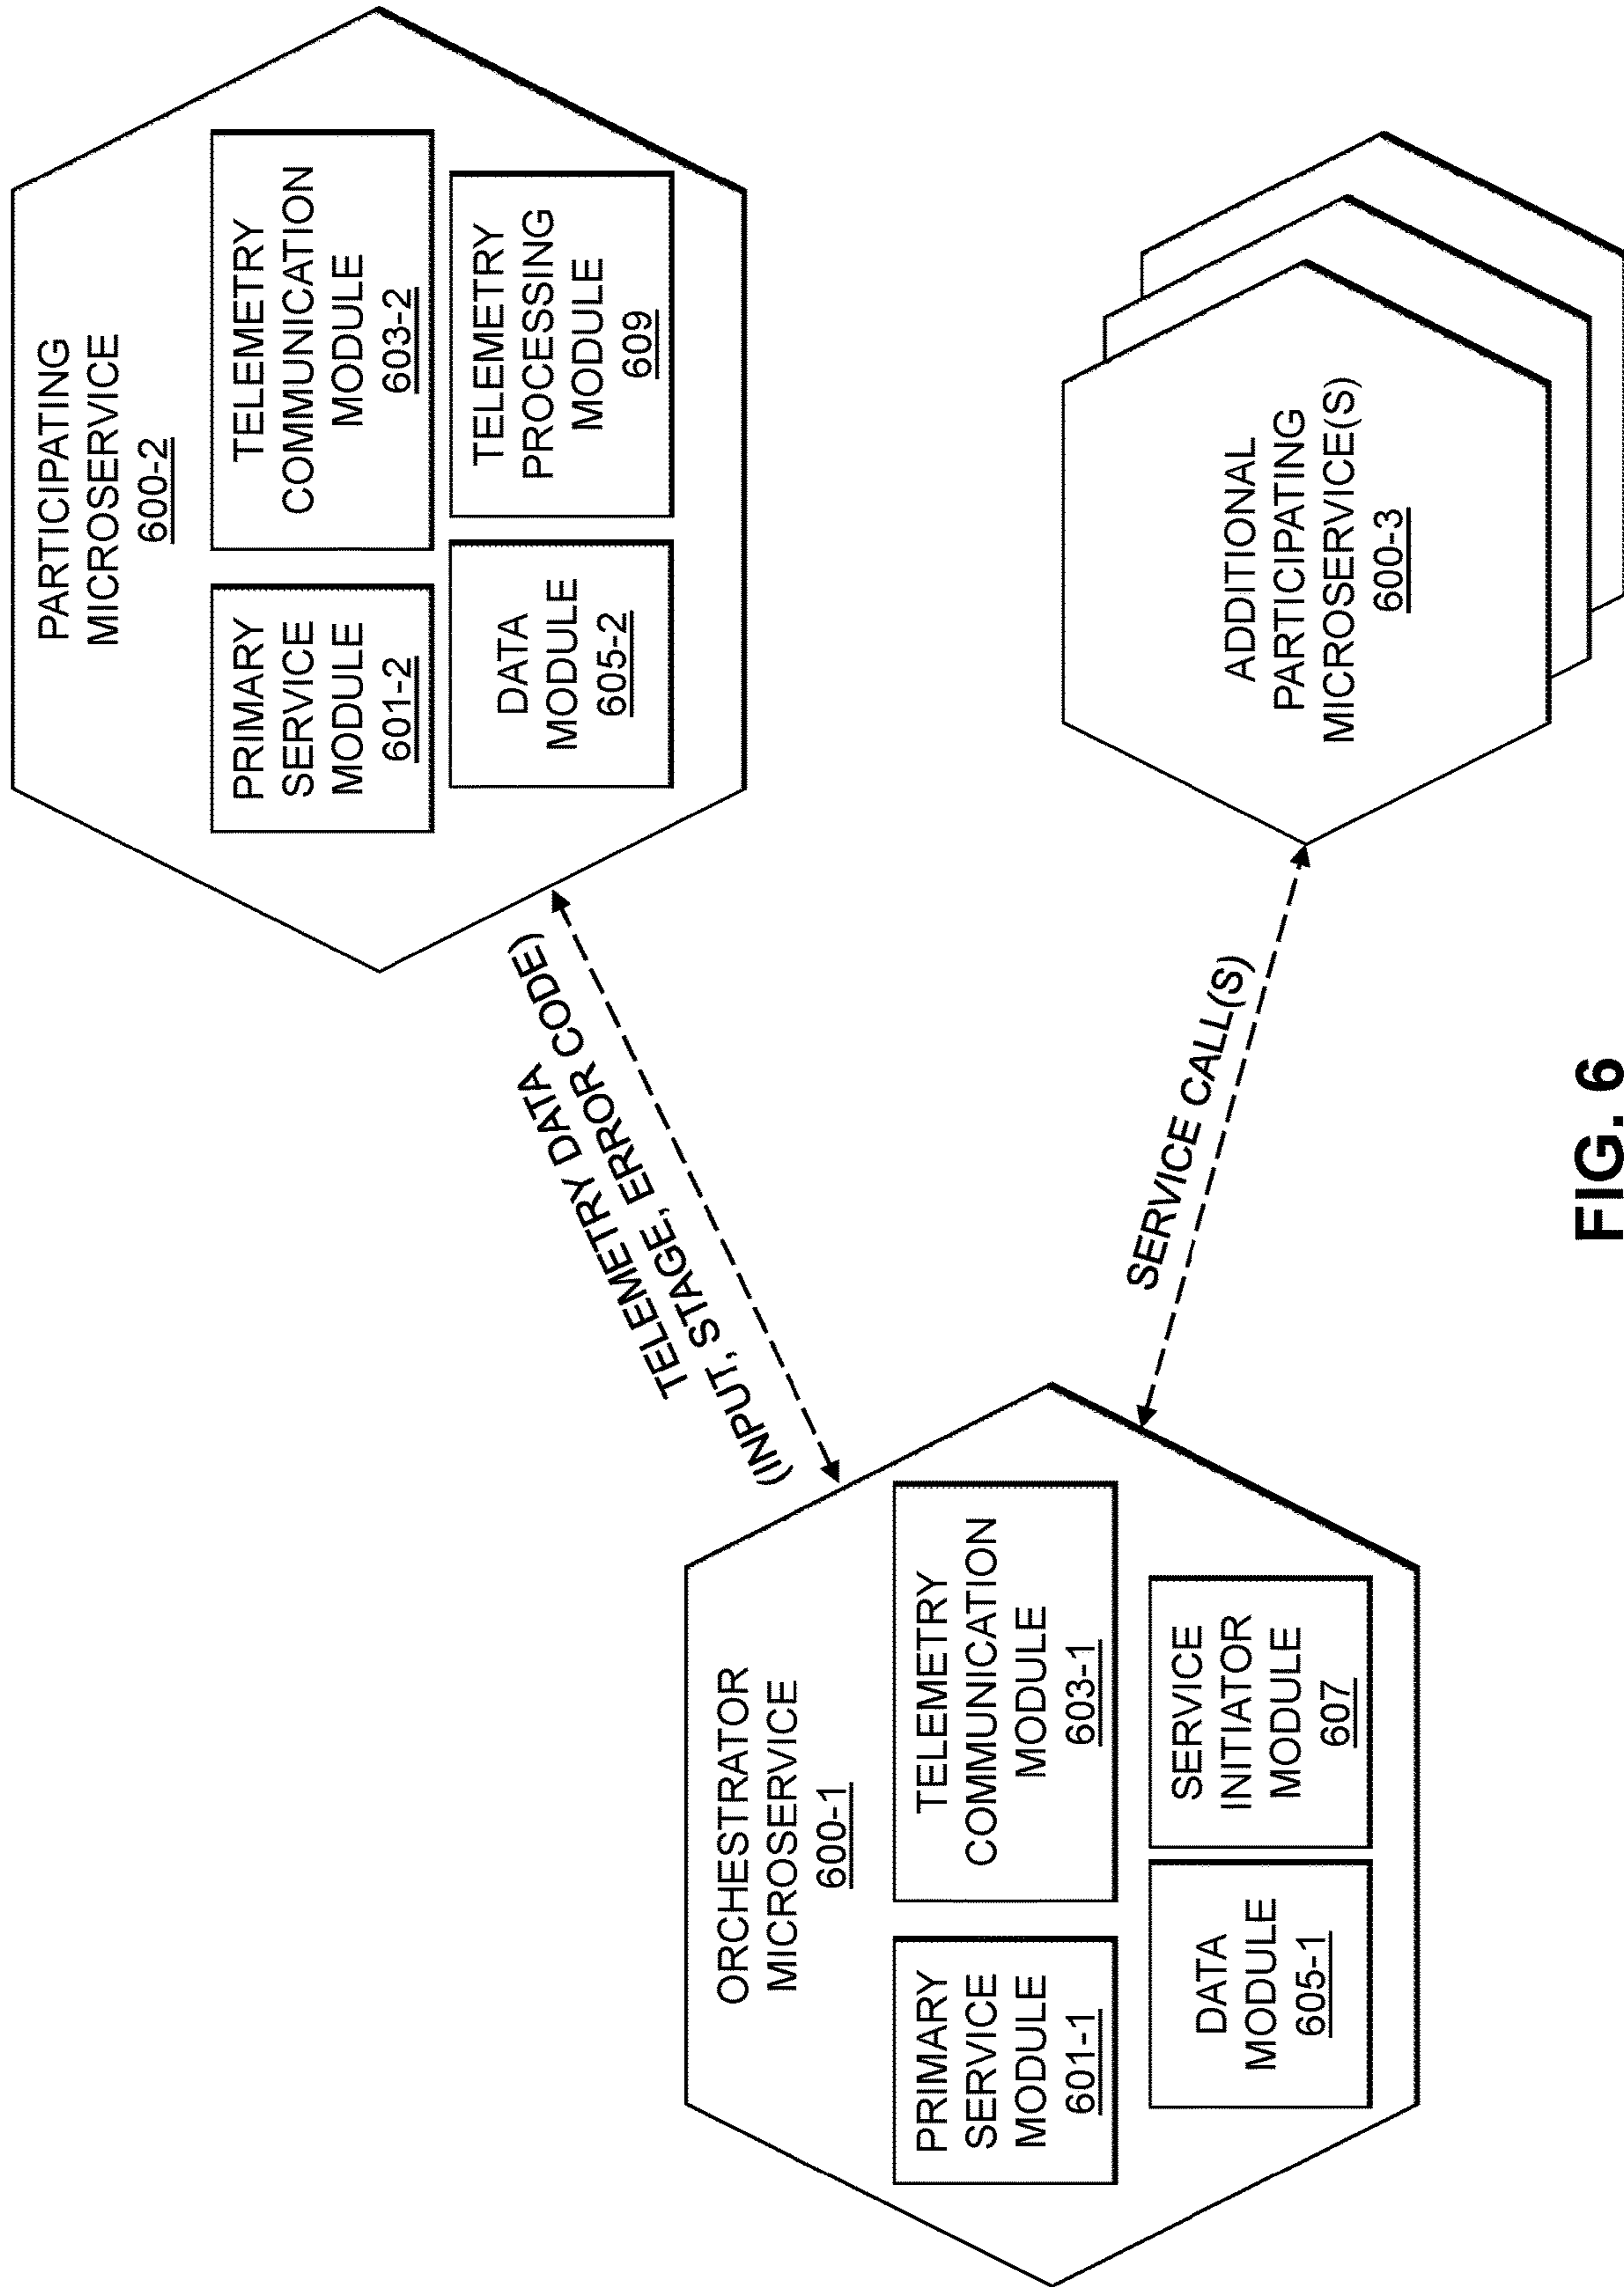 PARTICIPATING
MICROSERVICE
600-2
PRIMARY
SERVICE
MODULE
601-2
TELEMETRY
COMMUNICATION
MODULE
603-2
DATA
MODULE
605-2
TELEMETRY
PROCESSING
MODULE
609
TELEMETRY DATA
(INPUT, STAGE, ERROR CODE)
ORCHESTRATOR
MICROSERVICE
600-1
PRIMARY
SERVICE
MODULE
601-1
TELEMETRY
COMMUNICATION
MODULE
603-1
DATA
MODULE
605-1
SERVICE
INITIATOR
MODULE
607
SERVICE CALL(S)
ADDITIONAL
PARTICIPATING
MICROSERVICE(S)
600-3
FIG. 6